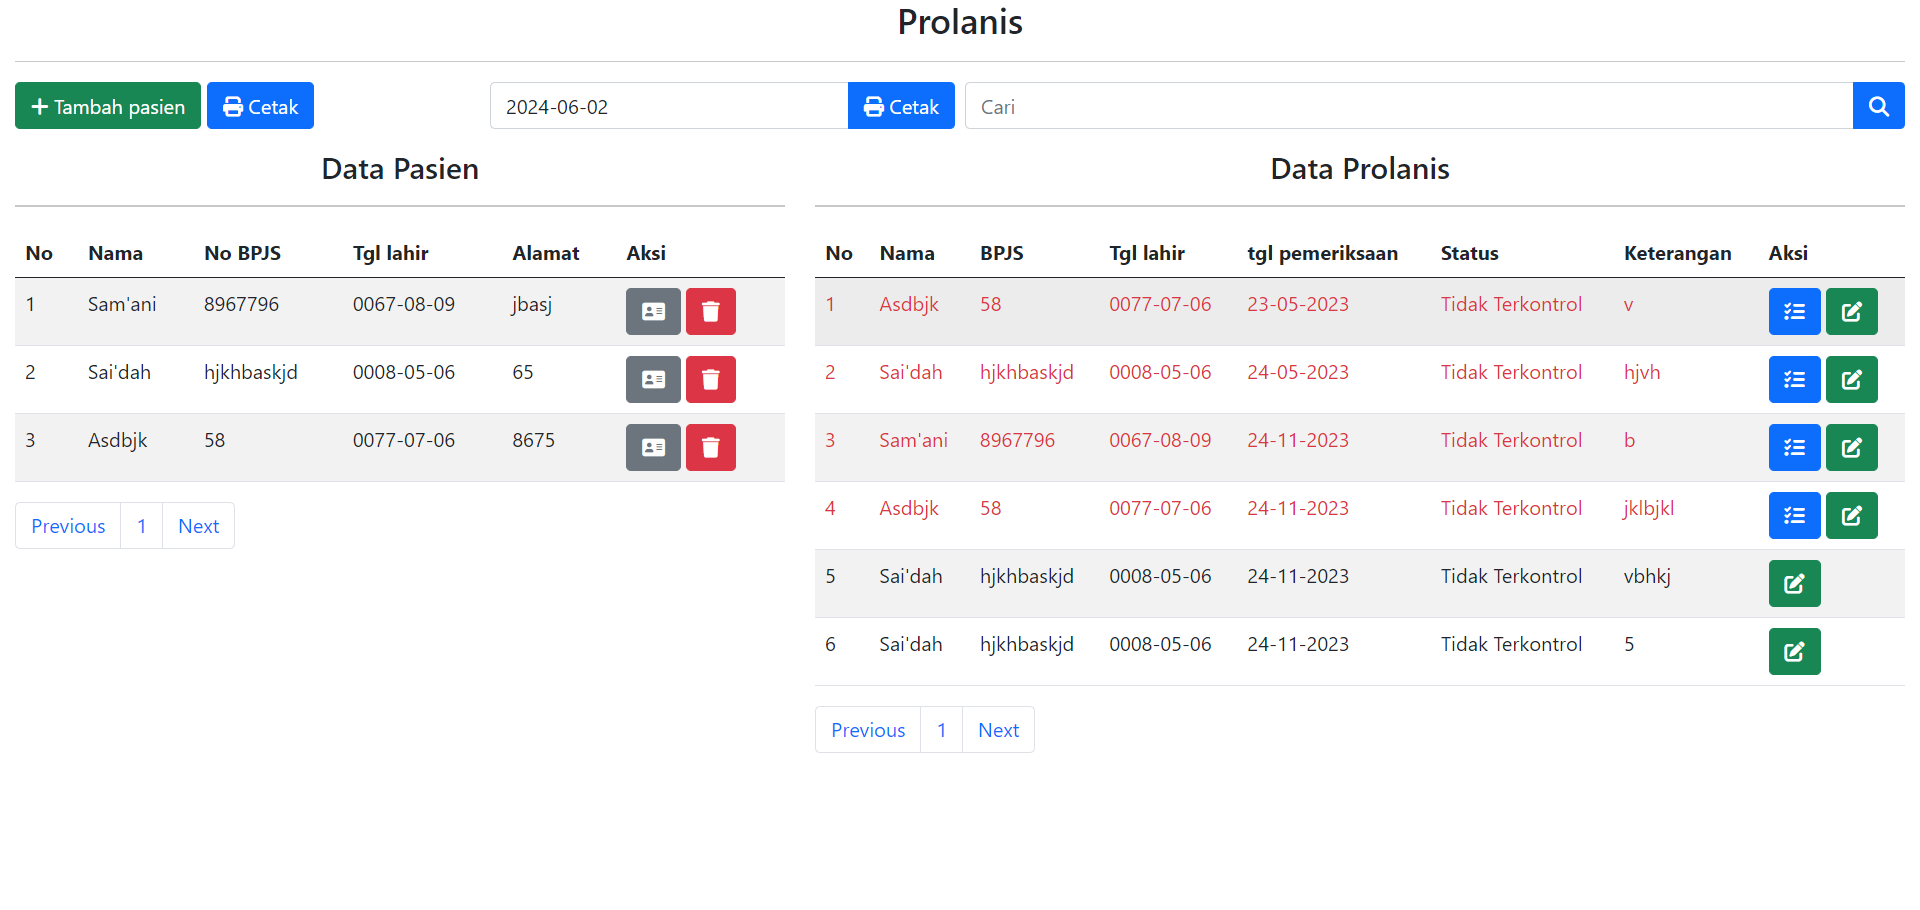 Prolanis
Tambah pasien Cetak 2024-06-02 Cetak Cari
Data Pasien
No Nama No BPJS Tgl lahir Alamat Aksi
1 Sam'ani 8967796 0067-08-09 jbasj
2 Sai'dah hjkhbaskjd 0008-05-06 65
3 Asdbjk 58 0077-07-06 8675
Previous 1 Next
Data Prolanis
No Nama BPJS Tgl lahir tgl pemeriksaan Status Keterangan Aksi
1 Asdbjk 58 0077-07-06 23-05-2023 Tidak Terkontrol v
2 Sai'dah hjkhbaskjd 0008-05-06 24-05-2023 Tidak Terkontrol hjvh
3 Sam'ani 8967796 0067-08-09 24-11-2023 Tidak Terkontrol b
4 Asdbjk 58 0077-07-06 24-11-2023 Tidak Terkontrol jklbjkl
5 Sai'dah hjkhbaskjd 0008-05-06 24-11-2023 Tidak Terkontrol vbhkj
6 Sai'dah hjkhbaskjd 0008-05-06 24-11-2023 Tidak Terkontrol 5
Previous 1 Next